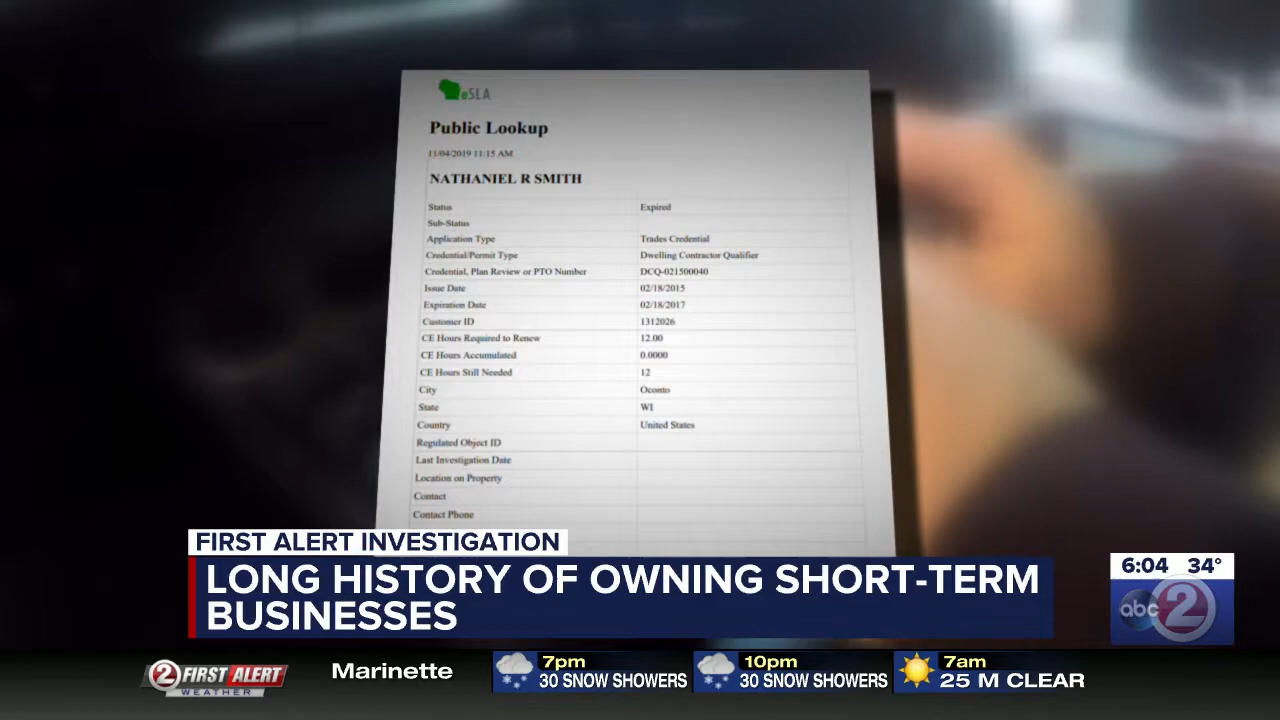 eSLA
Public Lookup
11/04/2019 11:15 AM
NATHANIEL R SMITH
Status Expired
Sub-Status
Application Type Trades Credential
Credential/Permit Type Dwelling Contractor Qualifier
Credential, Plan Review or PTO Number DCQ-021500040
Issue Date 02/18/2015
Expiration Date 02/18/2017
Customer ID 1312026
CE Hours Required to Renew 12.00
CE Hours Accumulated 0.0000
CE Hours Still Needed 12
City Oconto
State WI
Country United States
Regulated Object ID
Last Investigation Date
Location on Property
Contact
Contact Phone
FIRST ALERT INVESTIGATION
LONG HISTORY OF OWNING SHORT-TERM
BUSINESSES
6:04 34°
abc 2
2 FIRST ALERT
WEATHER
Marinette
7pm
30 SNOW SHOWERS
10pm
30 SNOW SHOWERS
7am
25 M CLEAR